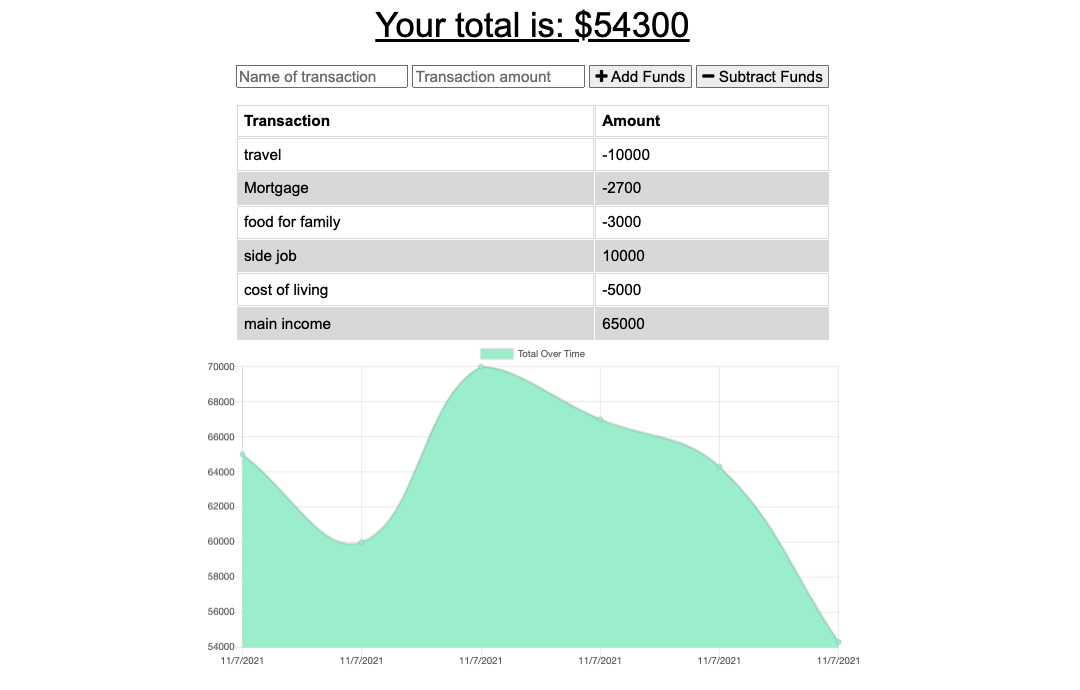 Your total is: $54300
Name of transaction Transaction amount Add Funds Subtract Funds
Transaction Amount
travel -10000
Mortgage -2700
food for family -3000
side job 10000
cost of living -5000
main income 65000
Total Over Time
70000
68000
66000
64000
62000
60000
58000
56000
54000
11/7/2021 11/7/2021 11/7/2021 11/7/2021 11/7/2021 11/7/2021